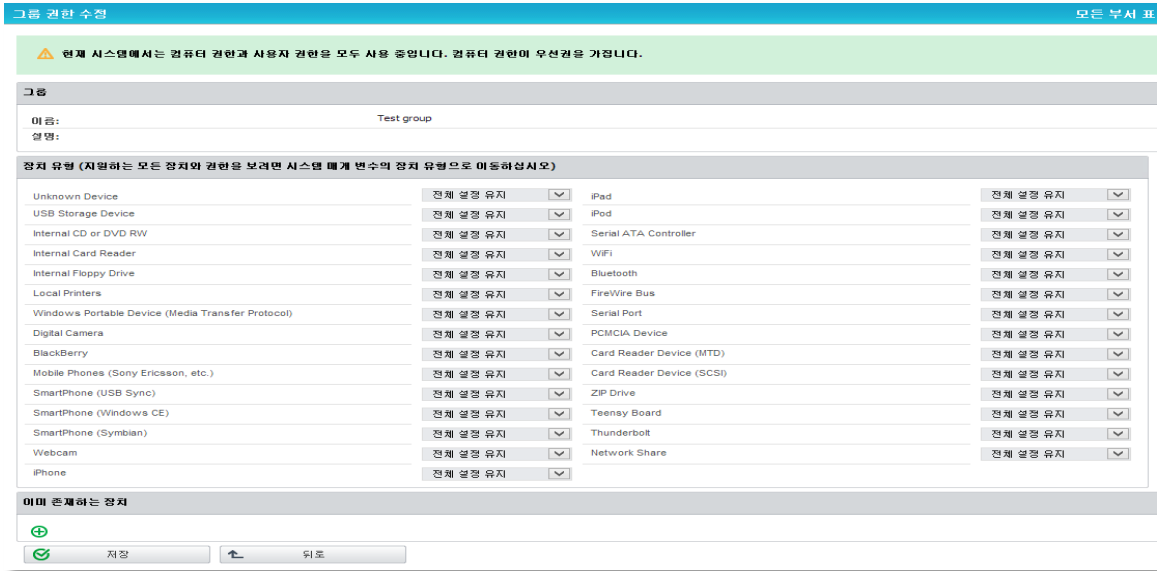 그룹 권한 수정 모든 부서 표
현재 시스템에서는 컴퓨터 권한과 사용자 권한을 모두 사용 중입니다. 컴퓨터 권한이 우선권을 가집니다.
그룹
이름: Test group
설명:
장치 유형 (지원하는 모든 장치와 권한을 보려면 시스템 매개 변수의 장치 유형으로 이동하십시오)
Unknown Device 전체 설정 유지 iPad 전체 설정 유지
USB Storage Device 전체 설정 유지 iPod 전체 설정 유지
Internal CD or DVD RW 전체 설정 유지 Serial ATA Controller 전체 설정 유지
Internal Card Reader 전체 설정 유지 WiFi 전체 설정 유지
Internal Floppy Drive 전체 설정 유지 Bluetooth 전체 설정 유지
Local Printers 전체 설정 유지 FireWire Bus 전체 설정 유지
Windows Portable Device (Media Transfer Protocol) 전체 설정 유지 Serial Port 전체 설정 유지
Digital Camera 전체 설정 유지 PCMCIA Device 전체 설정 유지
BlackBerry 전체 설정 유지 Card Reader Device (MTD) 전체 설정 유지
Mobile Phones (Sony Ericsson, etc.) 전체 설정 유지 Card Reader Device (SCSI) 전체 설정 유지
SmartPhone (USB Sync) 전체 설정 유지 ZIP Drive 전체 설정 유지
SmartPhone (Windows CE) 전체 설정 유지 Teensy Board 전체 설정 유지
SmartPhone (Symbian) 전체 설정 유지 Thunderbolt 전체 설정 유지
Webcam 전체 설정 유지 Network Share 전체 설정 유지
iPhone 전체 설정 유지
이미 존재하는 장치
저장 뒤로